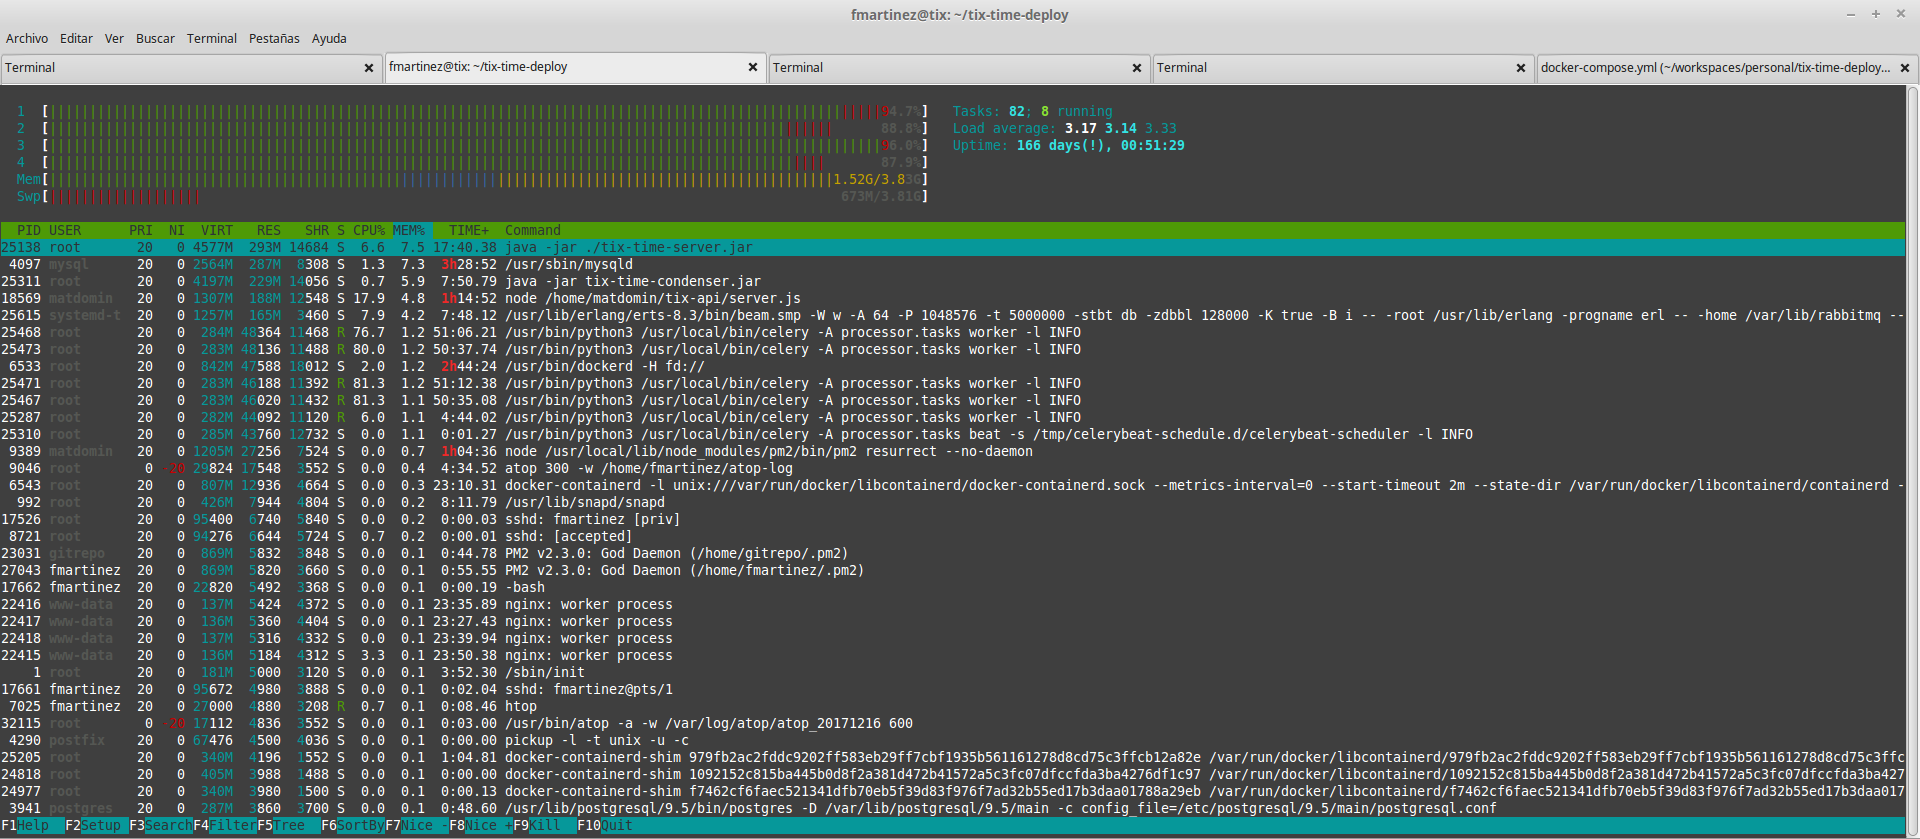 fmartinez@tix: ~/tix-time-deploy
Archivo Editar Ver Buscar Terminal Pestañas Ayuda
Terminal fmartinez@tix: ~/tix-time-deploy Terminal Terminal docker-compose.yml (~/workspaces/personal/tix-time-deploy...
1 [94.7%] Tasks: 82; 8 running
2 [88.8%] Load average: 3.17 3.14 3.33
3 [96.0%] Uptime: 166 days(!), 00:51:29
4 [87.9%]
Mem[1.52G/3.83G]
Swp[673M/3.81G]
PID USER PRI NI VIRT RES SHR S CPU% MEM% TIME+ Command
25138 root 20 0 4577M 293M 14684 S 6.6 7.5 17:40.38 java -jar ./tix-time-server.jar
4097 mysql 20 0 2564M 287M 8308 S 1.3 7.3 3h28:52 /usr/sbin/mysqld
25311 root 20 0 4197M 229M 14056 S 0.7 5.9 7:50.79 java -jar tix-time-condenser.jar
18569 matdomin 20 0 1307M 188M 12548 S 17.9 4.8 1h14:52 node /home/matdomin/tix-api/server.js
25615 systemd-t 20 0 1257M 165M 3460 S 7.9 4.2 7:48.12 /usr/lib/erlang/erts-8.3/bin/beam.smp -W w -A 64 -P 1048576 -t 5000000 -stbt db -zdbbl 128000 -K true -B i -- -root /usr/lib/erlang -progname erl -- -home /var/lib/rabbitmq --
25468 root 20 0 284M 48364 11468 R 76.7 1.2 51:06.21 /usr/bin/python3 /usr/local/bin/celery -A processor.tasks worker -l INFO
25473 root 20 0 283M 48136 11488 R 80.0 1.2 50:37.74 /usr/bin/python3 /usr/local/bin/celery -A processor.tasks worker -l INFO
6533 root 20 0 842M 47588 18012 S 2.0 1.2 2h44:24 /usr/bin/dockerd -H fd://
25471 root 20 0 283M 46188 11392 R 81.3 1.2 51:12.38 /usr/bin/python3 /usr/local/bin/celery -A processor.tasks worker -l INFO
25467 root 20 0 283M 46020 11432 R 81.3 1.1 50:35.08 /usr/bin/python3 /usr/local/bin/celery -A processor.tasks worker -l INFO
25287 root 20 0 282M 44092 11120 R 6.0 1.1 4:44.02 /usr/bin/python3 /usr/local/bin/celery -A processor.tasks worker -l INFO
25310 root 20 0 285M 43760 12732 S 0.0 1.1 0:01.27 /usr/bin/python3 /usr/local/bin/celery -A processor.tasks beat -s /tmp/celerybeat-schedule.d/celerybeat-scheduler -l INFO
9389 matdomin 20 0 1205M 27256 7524 S 0.0 0.7 1h04:36 node /usr/local/lib/node_modules/pm2/bin/pm2 resurrect --no-daemon
9046 root 0 -20 29824 17548 3552 S 0.0 0.4 4:34.52 atop 300 -w /home/fmartinez/atop-log
6543 root 20 0 807M 12936 4664 S 0.0 0.3 23:10.31 docker-containerd -l unix:///var/run/docker/libcontainerd/docker-containerd.sock --metrics-interval=0 --start-timeout 2m --state-dir /var/run/docker/libcontainerd/containerd -
992 root 20 0 426M 7944 4804 S 0.0 0.2 8:11.79 /usr/lib/snapd/snapd
17526 root 20 0 95400 6740 5840 S 0.0 0.2 0:00.03 sshd: fmartinez [priv]
8721 root 20 0 94276 6644 5724 S 0.7 0.2 0:00.01 sshd: [accepted]
23031 gitrepo 20 0 869M 5832 3848 S 0.0 0.1 0:44.78 PM2 v2.3.0: God Daemon (/home/gitrepo/.pm2)
27043 fmartinez 20 0 869M 5820 3660 S 0.0 0.1 0:55.55 PM2 v2.3.0: God Daemon (/home/fmartinez/.pm2)
17662 fmartinez 20 0 22820 5492 3368 S 0.0 0.1 0:00.19 -bash
22416 www-data 20 0 137M 5424 4372 S 0.0 0.1 23:35.89 nginx: worker process
22417 www-data 20 0 136M 5360 4404 S 0.0 0.1 23:27.43 nginx: worker process
22418 www-data 20 0 137M 5316 4332 S 0.0 0.1 23:39.94 nginx: worker process
22415 www-data 20 0 136M 5184 4312 S 3.3 0.1 23:50.38 nginx: worker process
1 root 20 0 181M 5000 3120 S 0.0 0.1 3:52.30 /sbin/init
17661 fmartinez 20 0 95672 4980 3888 S 0.0 0.1 0:02.04 sshd: fmartinez@pts/1
7025 fmartinez 20 0 27000 4880 3208 R 0.7 0.1 0:08.46 htop
32115 root 0 -20 17112 4836 3552 S 0.0 0.1 0:03.00 /usr/bin/atop -a -w /var/log/atop/atop_20171216 600
4290 postfix 20 0 67476 4500 4036 S 0.0 0.1 0:00.00 pickup -l -t unix -u -c
25205 root 20 0 340M 4196 1552 S 0.0 0.1 1:04.81 docker-containerd-shim 979fb2ac2fddc9202ff583eb29ff7cbf1935b561161278d8cd75c3ffcb12a82e /var/run/docker/libcontainerd/979fb2ac2fddc9202ff583eb29ff7cbf1935b561161278d8cd75c3ffc
24818 root 20 0 405M 3988 1488 S 0.0 0.1 0:00.00 docker-containerd-shim 1092152c815ba445b0d8f2a381d472b41572a5c3fc07dfccfda3ba4276df1c97 /var/run/docker/libcontainerd/1092152c815ba445b0d8f2a381d472b41572a5c3fc07dfccfda3ba427
24977 root 20 0 340M 3980 1500 S 0.0 0.1 0:00.13 docker-containerd-shim f7462cf6faec521341dfb70eb5f39d83f976f7ad32b55ed17b3daa01788a29eb /var/run/docker/libcontainerd/f7462cf6faec521341dfb70eb5f39d83f976f7ad32b55ed17b3daa017
3941 postgres 20 0 287M 3860 3700 S 0.0 0.1 0:48.60 /usr/lib/postgresql/9.5/bin/postgres -D /var/lib/postgresql/9.5/main -c config_file=/etc/postgresql/9.5/main/postgresql.conf
F1Help F2Setup F3SearchF4FilterF5Tree F6SortByF7Nice -F8Nice +F9Kill F10Quit